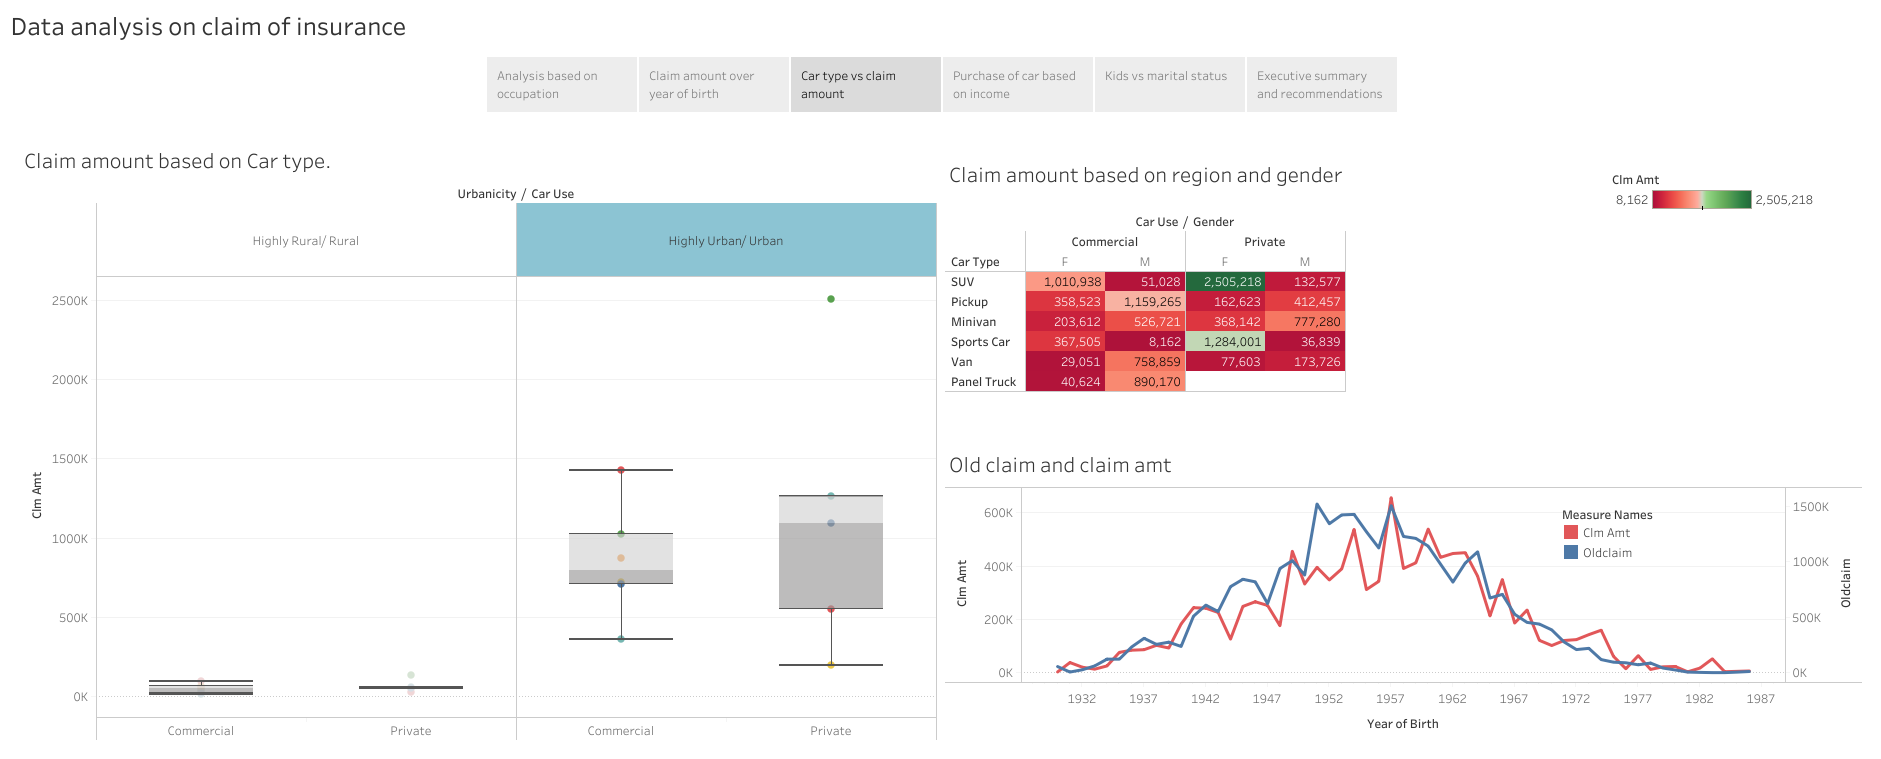 Data analysis on claim of insurance
Analysis based on
occupation
Claim amount over
year of birth
Car type vs claim
amount
Purchase of car based
on income
Kids vs marital status
Executive summary
and recommendations
Claim amount based on Car type.
Urbanicity / Car Use
Highly Rural/ Rural
Highly Urban/ Urban
Clm Amt
2500K
2000K
1500K
1000K
500K
0K
Commercial
Private
Commercial
Private
Claim amount based on region and gender
Clm Amt
8,162
2,505,218
Car Use / Gender
Commercial Private
Car Type F M F M
SUV 1,010,938 51,028 2,505,218 132,577
Pickup 358,523 1,159,265 162,623 412,457
Minivan 203,612 526,721 368,142 777,280
Sports Car 367,505 8,162 1,284,001 36,839
Van 29,051 758,859 77,603 173,726
Panel Truck 40,624 890,170
Old claim and claim amt
Clm Amt
600K
400K
200K
0K
Measure Names
Clm Amt
Oldclaim
1500K
1000K
500K
0K
Oldclaim
1932 1937 1942 1947 1952 1957 1962 1967 1972 1977 1982 1987
Year of Birth